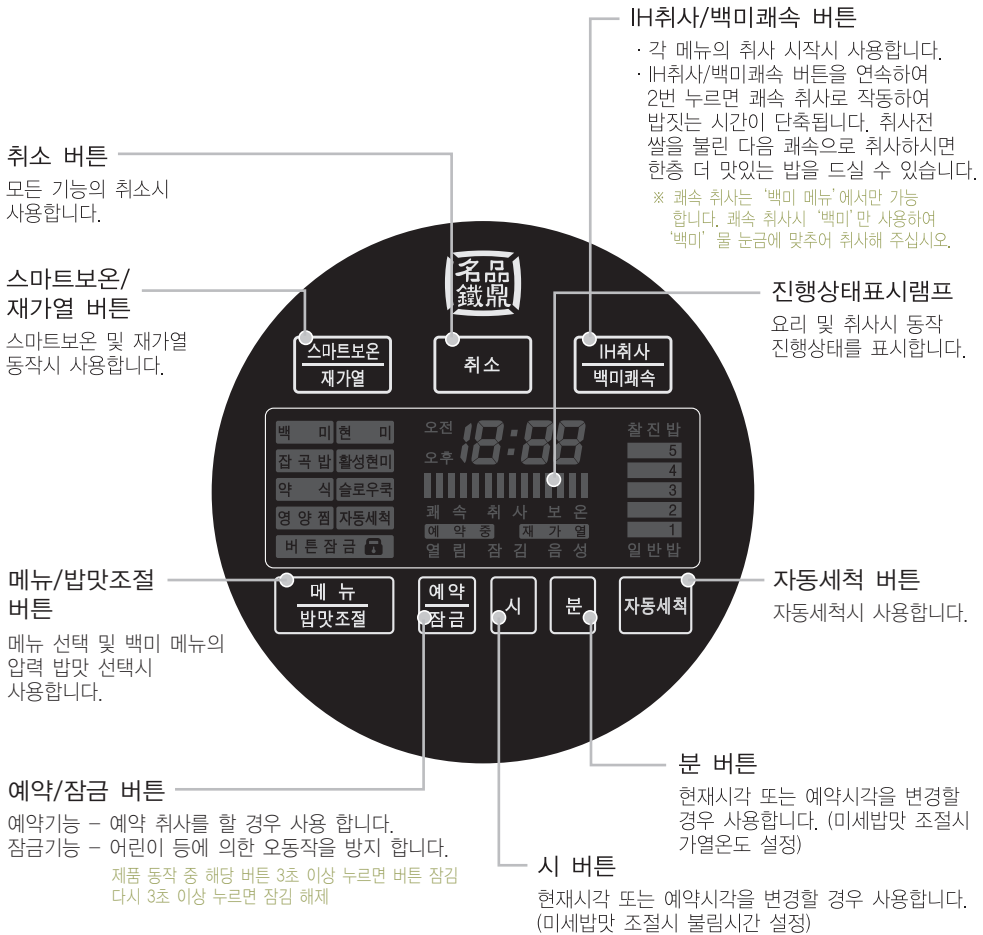 IH취사/백미쾌속 버튼
· 각 메뉴의 취사 시작시 사용합니다.
· IH취사/백미쾌속 버튼을 연속하여
2번 누르면 쾌속 취사로 작동하여
밥짓는 시간이 단축됩니다. 취사전
쌀을 불린 다음 쾌속으로 취사하시면
한층 더 맛있는 밥을 드실 수 있습니다.
※ 쾌속 취사는 ‘백미 메뉴’에서만 가능
합니다. 쾌속 취사시 ‘백미’만 사용하여
‘백미’ 물 눈금에 맞추어 취사해 주십시오.
취소 버튼
모든 기능의 취소시
사용합니다.
스마트보온/
재가열 버튼
스마트보온 및 재가열
동작시 사용합니다.
진행상태표시램프
요리 및 취사시 동작
진행상태를 표시합니다.
名品
鐵鼎
스마트보온
재가열
취소
IH취사
백미쾌속
백 미 현 미
잡곡밥 활성현미
약 식 슬로우쿡
영양찜 자동세척
버튼잠금
오전 18:88
오후
쾌속 취사 보온
예약중 재가열
열림 잠김 음성
찰진밥
5
4
3
2
1
일반밥
메 뉴
밥맛조절
예약
잠금
시
분
자동세척
메뉴/밥맛조절
버튼
메뉴 선택 및 백미 메뉴의
압력 밥맛 선택시
사용합니다.
자동세척 버튼
자동세척시 사용합니다.
예약/잠금 버튼
예약기능 – 예약 취사를 할 경우 사용 합니다.
잠금기능 – 어린이 등에 의한 오동작을 방지 합니다.
제품 동작 중 해당 버튼 3초 이상 누르면 버튼 잠김
다시 3초 이상 누르면 잠김 해제
분 버튼
현재시각 또는 예약시각을 변경할
경우 사용합니다. (미세밥맛 조절시
가열온도 설정)
시 버튼
현재시각 또는 예약시각을 변경할 경우 사용합니다.
(미세밥맛 조절시 불림시간 설정)